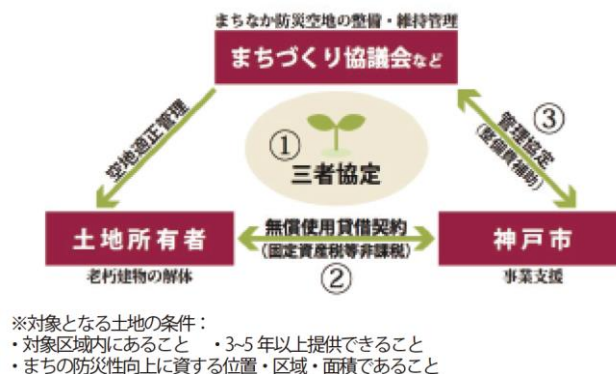 まちなか防災空地の整備・維持管理
まちづくり協議会など
空地適正管理
①
三者協定
③
管理協定
(整備費補助)
土地所有者
老朽建物の解体
無償使用貸借契約
(固定資産税等非課税)
②
神戸市
事業支援
※対象となる土地の条件:
・対象区域内にあること ・3~5 年以上提供できること
・まちの防災性向上に資する位置・区域・面積であること